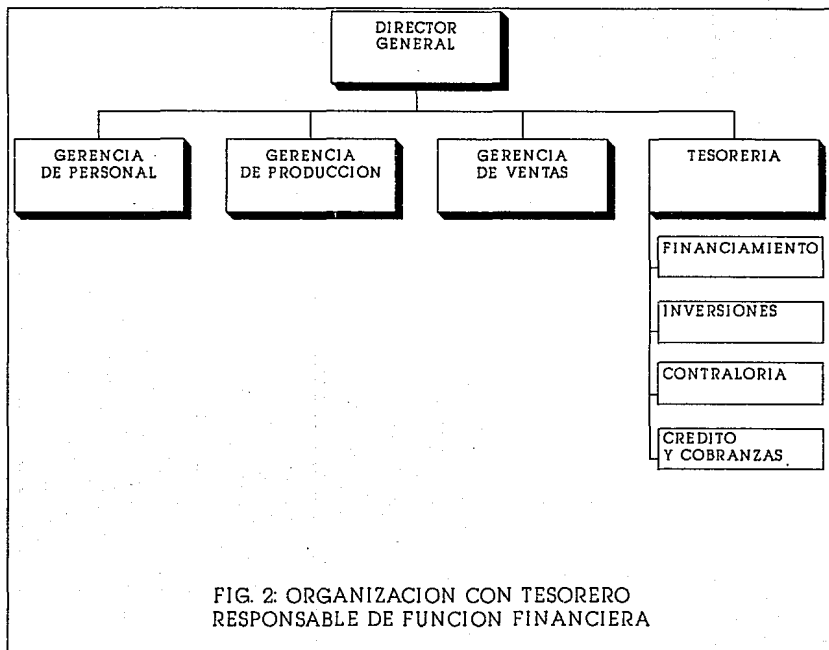 DIRECTOR
GENERAL
GERENCIA
DE PERSONAL
GERENCIA
DE PRODUCCION
GERENCIA
DE VENTAS
TESORERIA
FINANCIAMIENTO
INVERSIONES
CONTRALORIA
CREDITO
Y COBRANZAS
FIG. 2: ORGANIZACION CON TESORERO
RESPONSABLE DE FUNCION FINANCIERA